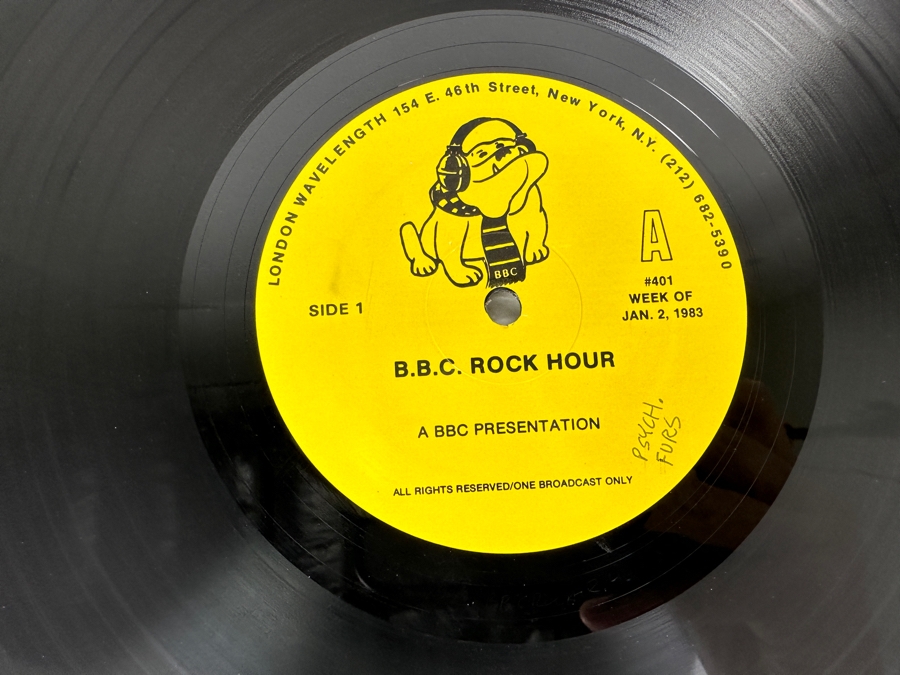 LONDON WAVELENGTH 154 E. 46th Street, New York, N.Y. (212) 682-5390
BBC
A
#401
WEEK OF
JAN. 2, 1983
SIDE 1
B.B.C. ROCK HOUR
A BBC PRESENTATION
PSYCH.
FURS
ALL RIGHTS RESERVED/ONE BROADCAST ONLY